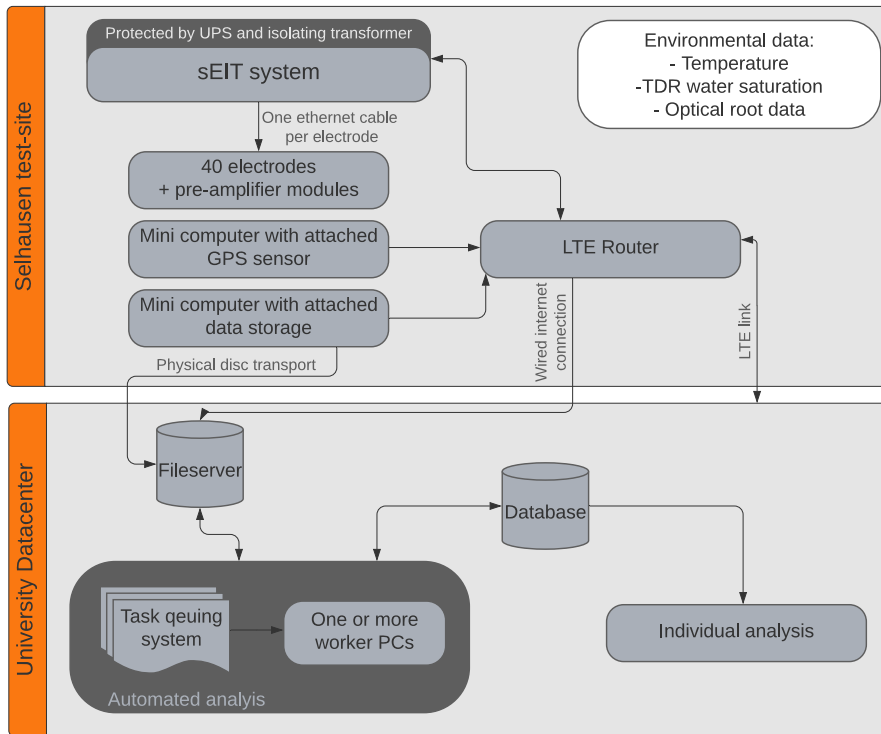 Selhausen test-site
Protected by UPS and isolating transformer
sEIT system
One ethernet cable
per electrode
40 electrodes
+ pre-amplifier modules
Mini computer with attached
GPS sensor
Mini computer with attached
data storage
Physical disc transport
Environmental data:
- Temperature
-TDR water saturation
- Optical root data
LTE Router
Wired internet
connection
LTE link
University Datacenter
Fileserver
Database
Task qeuing
system
One or more
worker PCs
Automated analyis
Individual analysis